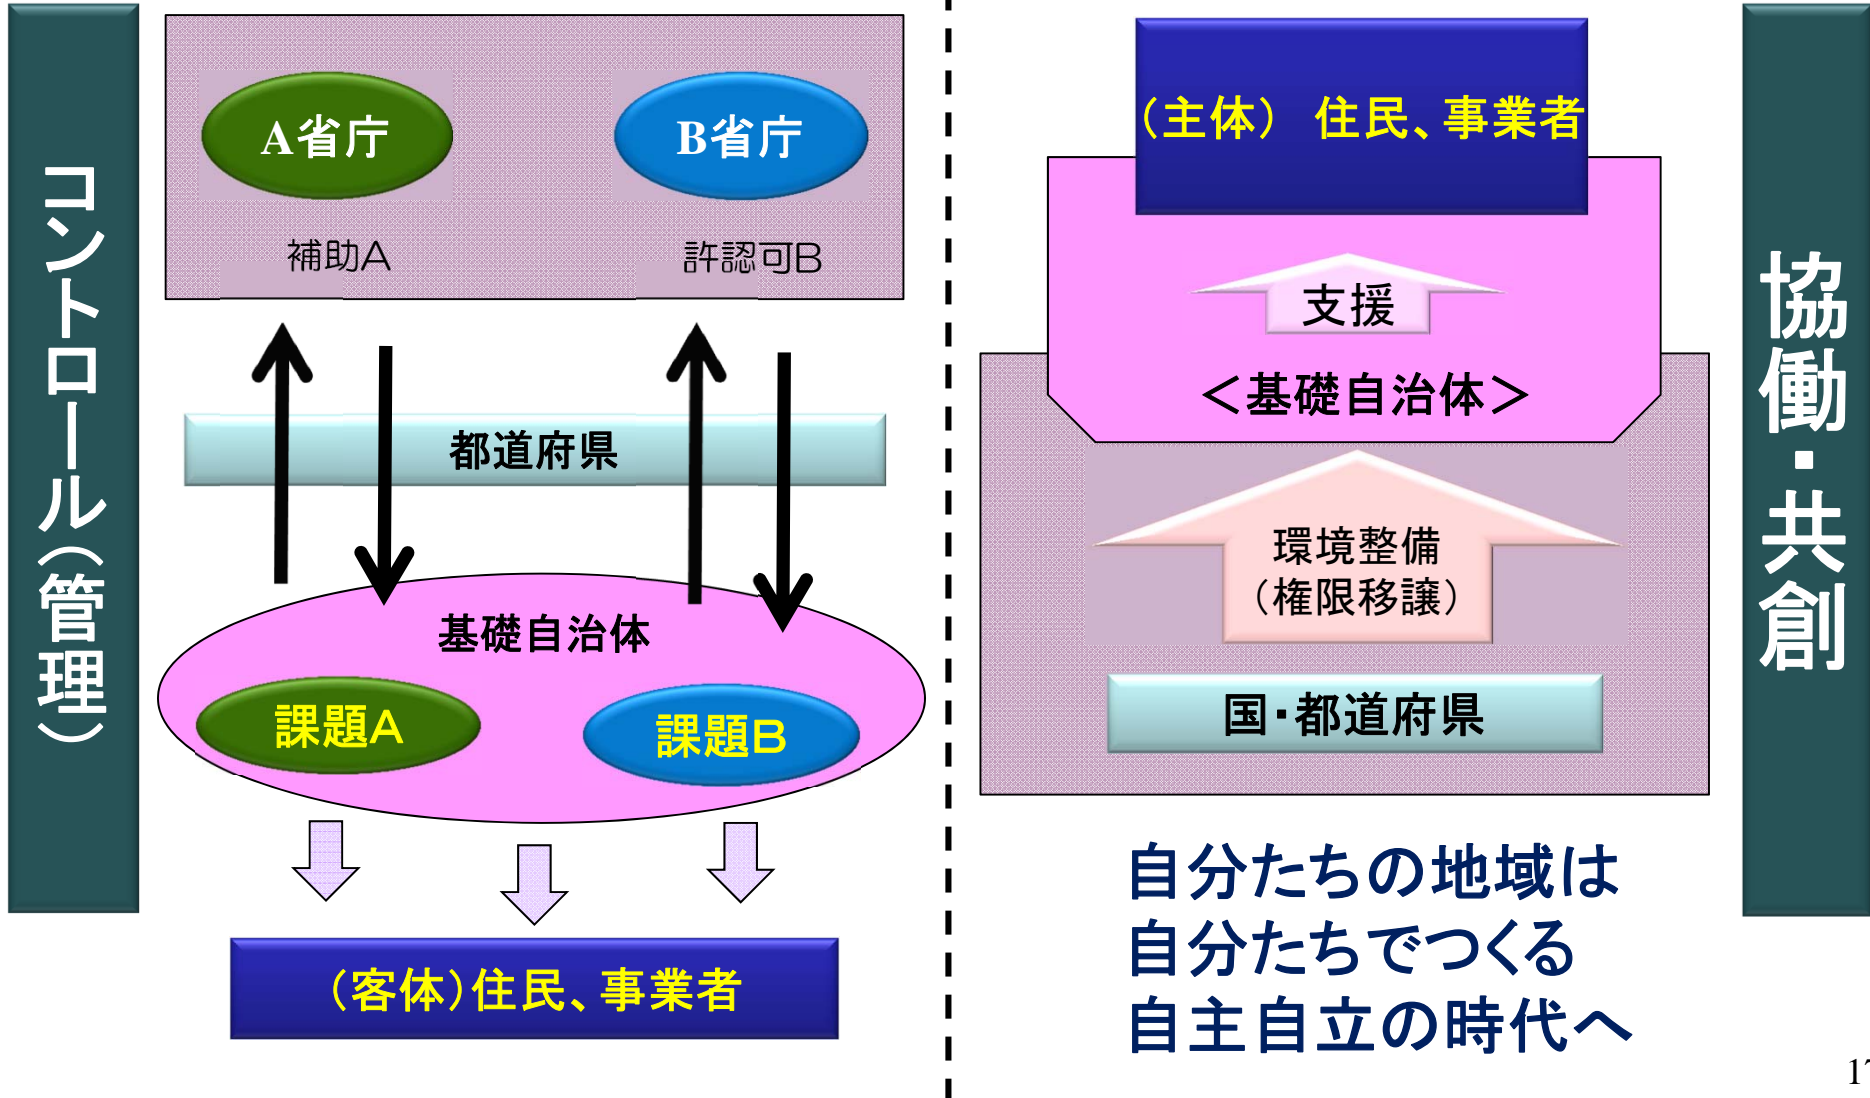 コントロール（管理）
A省庁
B省庁
補助A
許認可B
都道府県
基礎自治体
課題A
課題B
（客体）住民、事業者
（主体） 住民、事業者
支援
＜基礎自治体＞
環境整備
（権限移譲）
国・都道府県
自分たちの地域は
自分たちでつくる
自主自立の時代へ
協働・共創
17